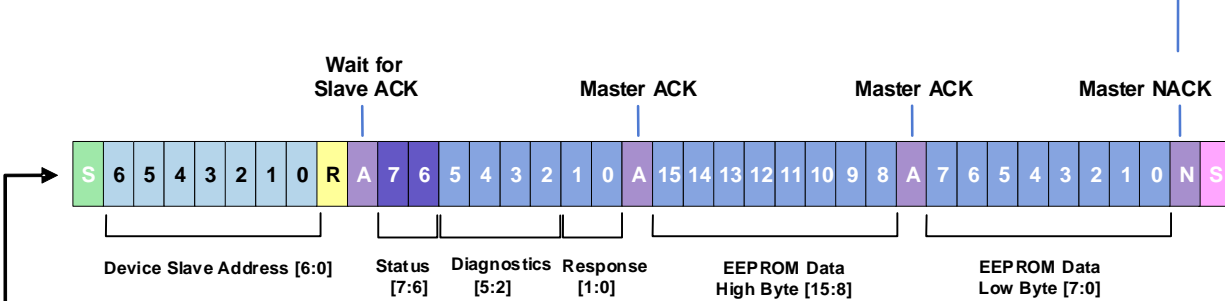 Wait for
Slave ACK
Master ACK
Master ACK
Master NACK
S 6 5 4 3 2 1 0 R A 7 6 5 4 3 2 1 0 A 15 14 13 12 11 10 9 8 A 7 6 5 4 3 2 1 0 N S
Device Slave Address [6:0]
Status
[7:6]
Diagnostics
[5:2]
Response
[1:0]
EEPROM Data
High Byte [15:8]
EEPROM Data
Low Byte [7:0]